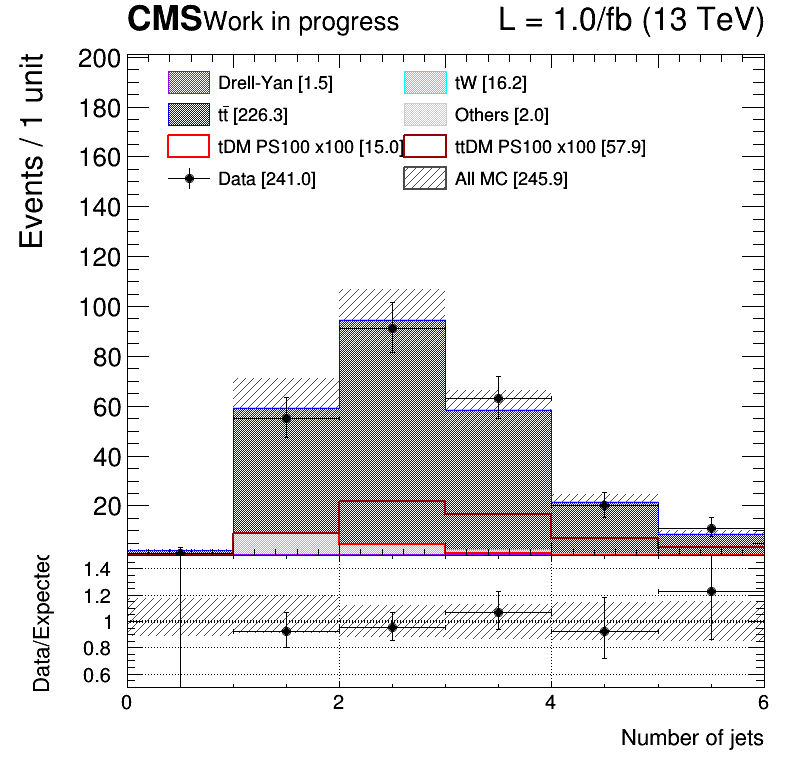 CMS Work in progress L = 1.0/fb (13 TeV)
Events / 1 unit
200
180
160
140
120
100
80
60
40
20
Drell-Yan [1.5] tW [16.2]
tt̄ [226.3] Others [2.0]
tDM PS100 x100 [15.0] ttDM PS100 x100 [57.9]
Data [241.0] All MC [245.9]
Data/Expected
1.4
1.2
1
0.8
0.6
0 2 4 6
Number of jets